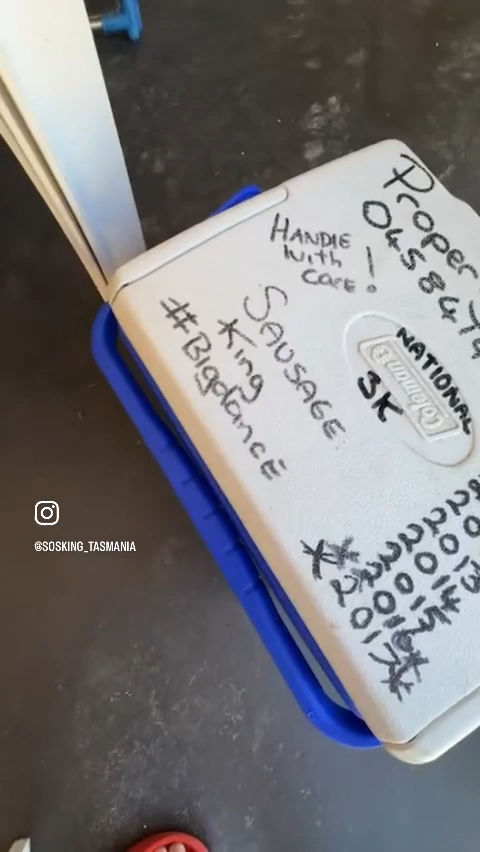 Proper
04584
HANDlE
with
care!
SAUSAGE
King
#Bigdance
NATIONAL
Coleman
3K
2013
2014*
2015*
2016*
**2017*
@SOSKING_TASMANIA